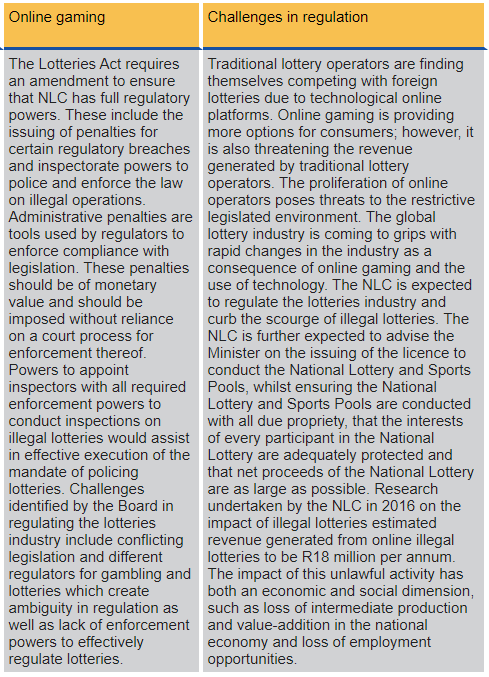 Online gaming
The Lotteries Act requires
an amendment to ensure
that NLC has full regulatory
powers. These include the
issuing of penalties for
certain regulatory breaches
and inspectorate powers to
police and enforce the law
on illegal operations.
Administrative penalties are
tools used by regulators to
enforce compliance with
legislation. These penalties
should be of monetary
value and should be
imposed without reliance
on a court process for
enforcement thereof.
Powers to appoint
inspectors with all required
enforcement powers to
conduct inspections on
illegal lotteries would assist
in effective execution of the
mandate of policing
lotteries. Challenges
identified by the Board in
regulating the lotteries
industry include conflicting
legislation and different
regulators for gambling and
lotteries which create
ambiguity in regulation as
well as lack of enforcement
powers to effectively
regulate lotteries.
Challenges in regulation
Traditional lottery operators are finding
themselves competing with foreign
lotteries due to technological online
platforms. Online gaming is providing
more options for consumers; however, it
is also threatening the revenue
generated by traditional lottery
operators. The proliferation of online
operators poses threats to the restrictive
legislated environment. The global
lottery industry is coming to grips with
rapid changes in the industry as a
consequence of online gaming and the
use of technology. The NLC is expected
to regulate the lotteries industry and
curb the scourge of illegal lotteries. The
NLC is further expected to advise the
Minister on the issuing of the licence to
conduct the National Lottery and Sports
Pools, whilst ensuring the National
Lottery and Sports Pools are conducted
with all due propriety, that the interests
of every participant in the National
Lottery are adequately protected and
that net proceeds of the National Lottery
are as large as possible. Research
undertaken by the NLC in 2016 on the
impact of illegal lotteries estimated
revenue generated from online illegal
lotteries to be R18 million per annum.
The impact of this unlawful activity has
both an economic and social dimension,
such as loss of intermediate production
and value-addition in the national
economy and loss of employment
opportunities.